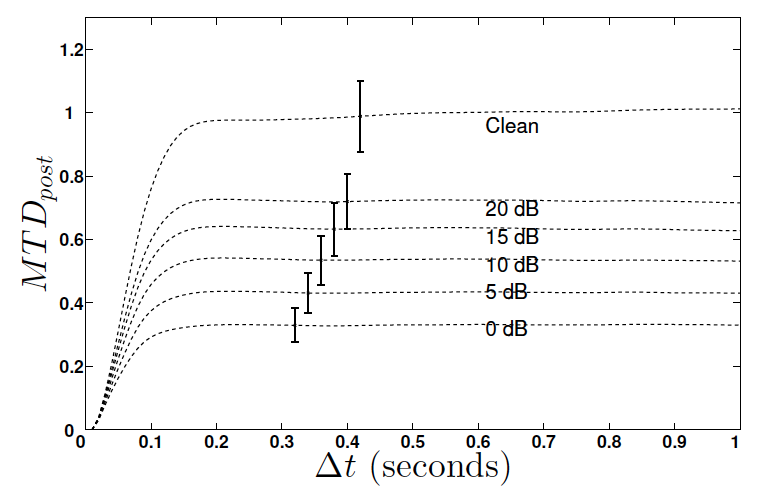 1.2
1
0.8
0.6
0.4
0.2
0
MTD_post
Clean
20 dB
15 dB
10 dB
5 dB
0 dB
0 0.1 0.2 0.3 0.4 0.5 0.6 0.7 0.8 0.9 1
Δt (seconds)